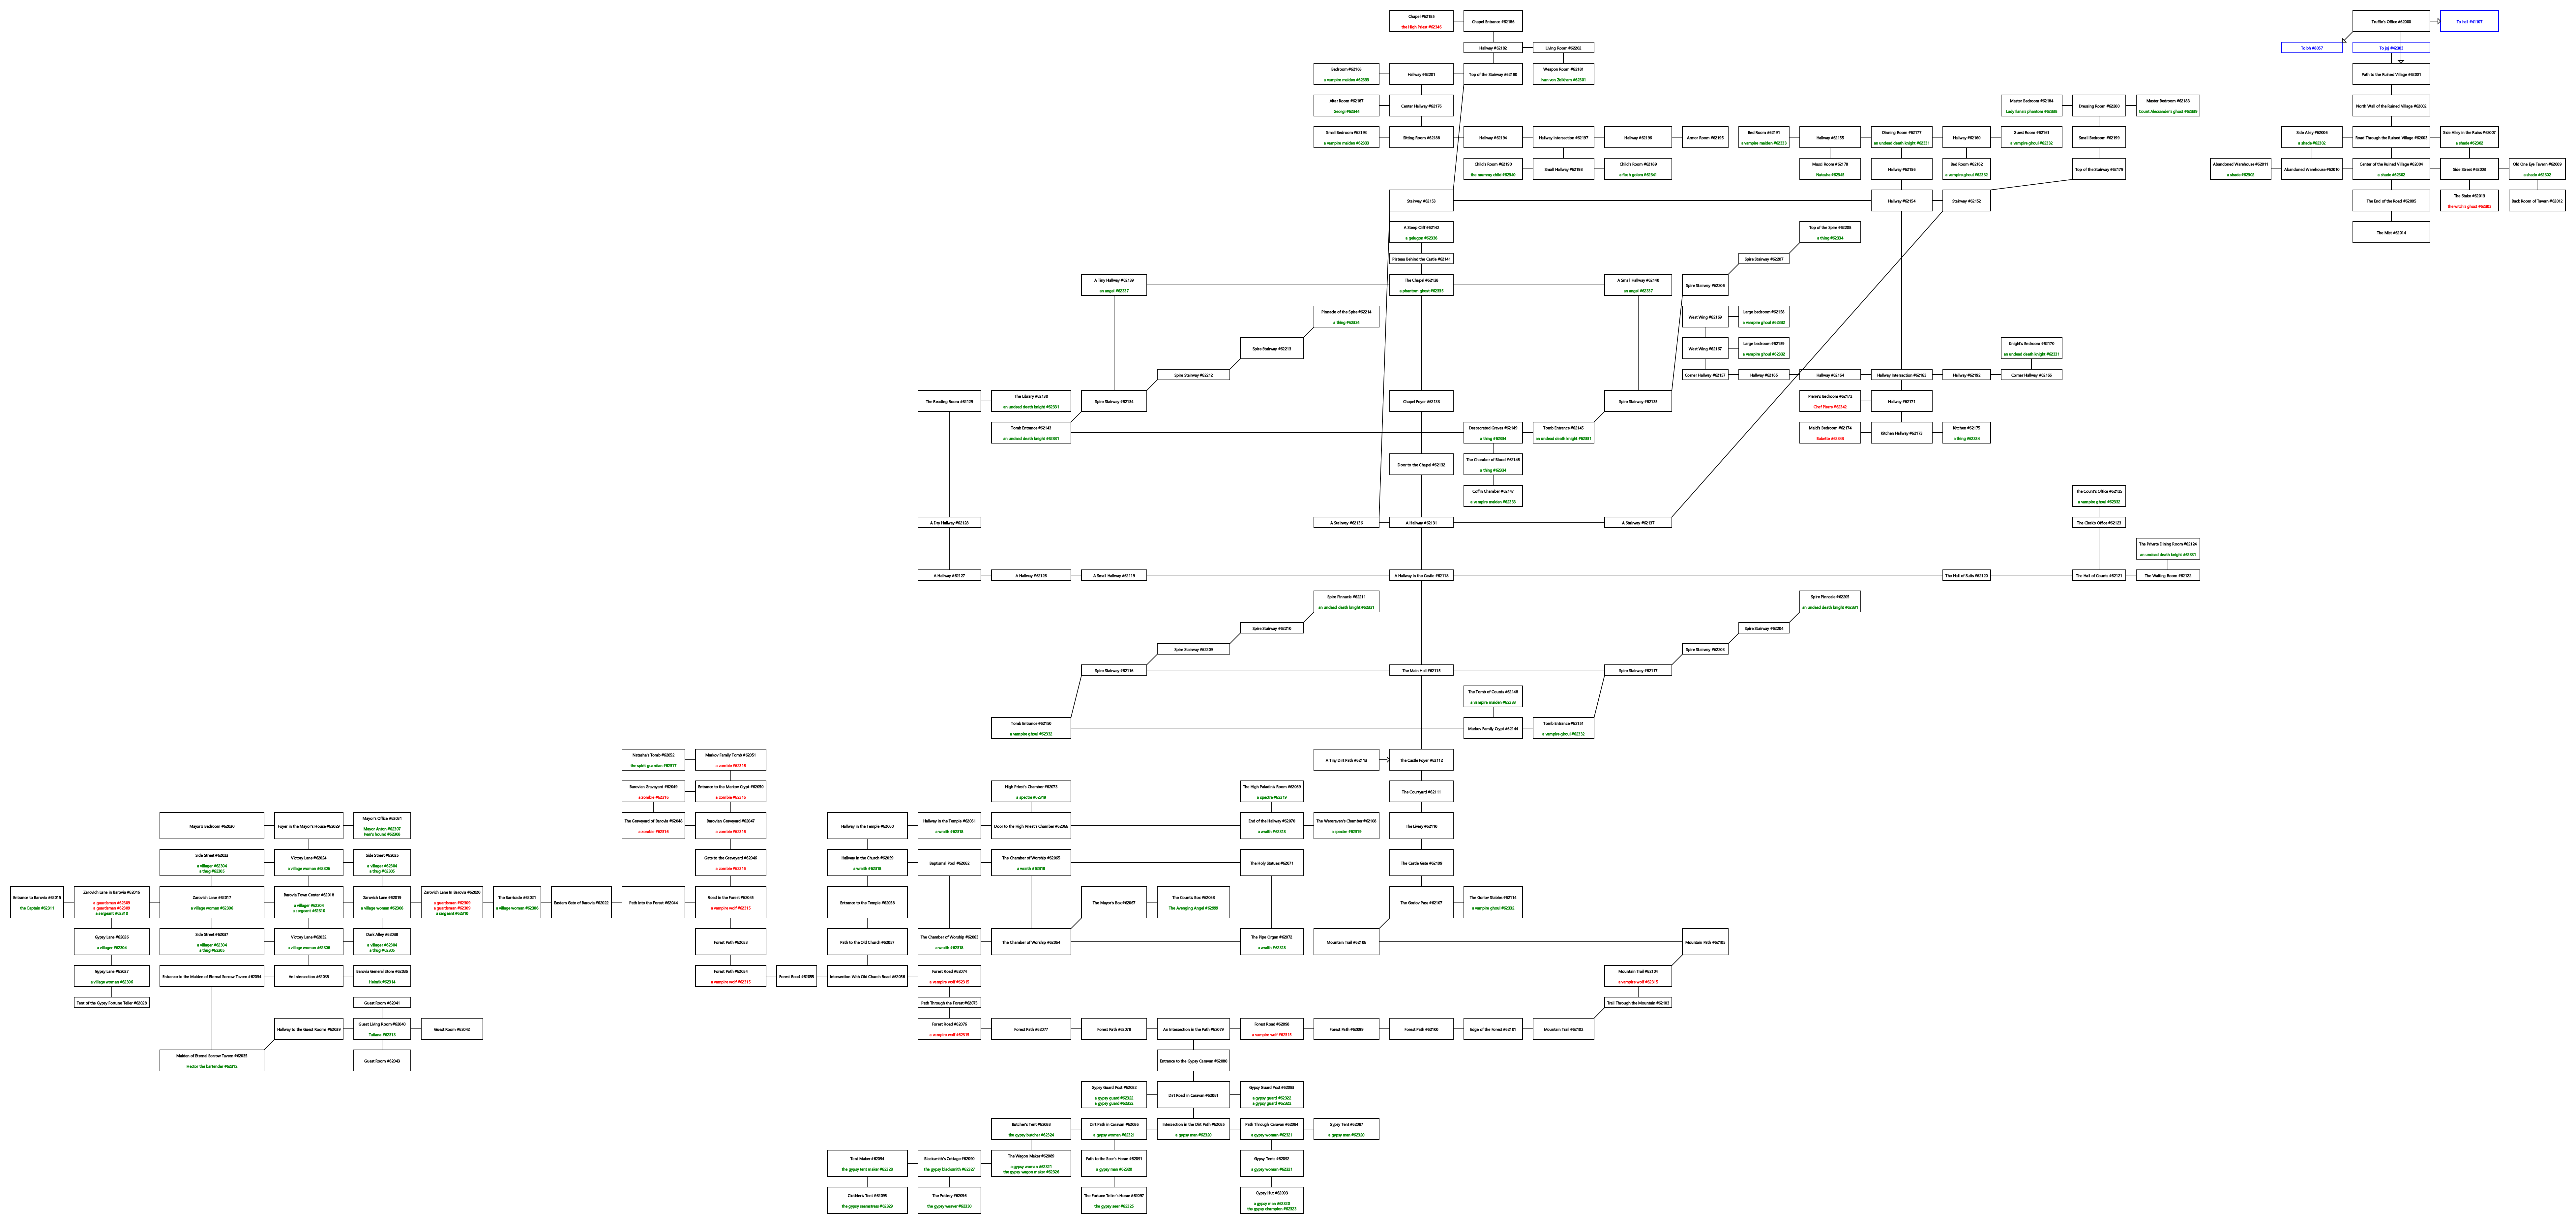 Chapel #62185
the High Priest #62346
Chapel Entrance #62186
Truffle's Office #62000
To hell #41107
Hallway #62182
Living Room #62202
To bh #6057
Bedroom #62168
a vampire maiden #62333
Hallway #62201
Top of the Stairway #62180
Weapon Room #62181
Path to the Ruined Village #62001
Altar Room #62187
Georgi #62344
Center Hallway #62176
Master Bedroom #62184
Dressing Room #62200
Master Bedroom #62183
North Wall of the Ruined Village #62002
Small Bedroom #62195
a vampire maiden #62333
Sitting Room #62188
Hallway #62194
Hallway Intersection #62197
Hallway #62196
Armor Room #62193
Bed Room #62191
a vampire maiden #62333
Hallway #62155
Dinning Room #62177
an undead death knight #62331
Hallway #62160
Guest Room #62161
a vampire ghoul #62332
Small Bedroom #62199
Side Alley #62006
a shade #62302
Road Through the Ruined Village #62003
Side Alley in the Ruins #62007
a shade #62302
Child's Room #62190
the mummy child #62340
Small Hallway #62198
Child's Room #62189
a flesh golem #62341
Music Room #62178
Natasha #62345
Hallway #62156
Bed Room #62162
a vampire ghoul #62332
Top of the Stairway #62179
Abandoned Warehouse #62011
a shade #62302
Abandoned Warehouse #62010
Center of the Ruined Village #62004
a shade #62302
Side Street #62008
Old One Eye Tavern #62009
a shade #62302
Stairway #62153
Hallway #62154
Stairway #62152
The End of the Road #62005
The Stake #62013
the witch's ghost #62303
Back Room of Tavern #62012
A Steep Cliff #62142
Top of the Spire #62208
a thing #62334
The Mist #62014
Plateau Behind the Castle #62141
Spire Stairway #62207
A Tiny Hallway #62139
an angel #62337
The Chapel #62138
a phantom ghost #62335
A Small Hallway #62140
an angel #62337
Spire Stairway #62206
Pinnacle of the Spire #62214
a thing #62334
West Wing #62169
Large bedroom #62158
a vampire ghoul #62332
Spire Stairway #62213
West Wing #62167
Large bedroom #62159
a vampire ghoul #62332
Knight's Bedroom #62170
an undead death knight #62331
Spire Stairway #62212
Corner Hallway #62157
Hallway #62165
Hallway #62164
Hallway Intersection #62163
Hallway #62192
Corner Hallway #62166
The Reading Room #62129
The Library #62130
an undead death knight #62331
Spire Stairway #62134
Chapel Foyer #62133
Spire Stairway #62135
Pierre's Bedroom #62172
Chef Pierre #62342
Hallway #62171
Tomb Entrance #62143
an undead death knight #62331
Desecrated Graves #62149
a thing #62334
Tomb Entrance #62145
an undead death knight #62331
Maid's Bedroom #62174
Babette #62343
Kitchen Hallway #62173
Kitchen #62175
a thing #62334
Door to the Chapel #62132
The Chamber of Blood #62146
a thing #62334
Coffin Chamber #62147
a vampire maiden #62333
The Count's Office #62125
a vampire ghoul #62332
A Dry Hallway #62128
A Stairway #62136
A Hallway #62131
A Stairway #62137
The Clerk's Office #62123
The Private Dining Room #62124
an undead death knight #62331
A Hallway #62127
A Hallway #62126
A Small Hallway #62119
A Hallway in the Castle #62118
The Hall of Suits #62120
The Hall of Counts #62121
The Waiting Room #62122
Spire Pinnacle #62211
an undead death knight #62331
Spire Pinncale #62205
an undead death knight #62331
Spire Stairway #62210
Spire Stairway #62204
Spire Stairway #62209
Spire Stairway #62203
Spire Stairway #62116
The Main Hall #62115
Spire Stairway #62117
The Tomb of Counts #62148
a vampire maiden #62333
Tomb Entrance #62150
a vampire ghoul #62332
Markov Family Crypt #62144
Tomb Entrance #62151
a vampire ghoul #62332
Natasha's Tomb #62052
the spirit guardian #62317
Markov Family Tomb #62051
a zombie #62316
A Tiny Dirt Path #62113
The Castle Foyer #62112
Barovian Graveyard #62049
a zombie #62316
Entrance to the Markov Crypt #62050
a zombie #62316
High Priest's Chamber #62073
a spectre #62319
The High Paladin's Room #62069
a spectre #62319
The Courtyard #62111
Mayor's Bedroom #62030
Foyer in the Mayor's House #62029
Mayor's Office #62031
Mayor Anton #62307
Ivan's hound #62308
The Graveyard of Barovia #62048
a zombie #62316
Barovian Graveyard #62047
a zombie #62316
Hallway in the Temple #62060
Hallway in the Temple #62061
a wraith #62318
Door to the High Priest's Chamber #62066
End of the Hallway #62070
a wraith #62318
The Wereraven's Chamber #62108
a spectre #62319
The Livery #62110
Side Street #62023
a villager #62304
a thug #62305
Victory Lane #62024
a village woman #62306
Side Street #62025
a villager #62304
a thug #62305
Gate to the Graveyard #62046
a zombie #62316
Hallway in the Church #62059
a wraith #62318
Baptismal Pool #62062
The Chamber of Worship #62065
a wraith #62318
The Holy Statues #62071
The Castle Gate #62109
Entrance to Barovia #62015
the Captain #62311
Zarovich Lane in Barovia #62016
a guardsman #62309
a guardsman #62309
a sergeant #62310
Zarovich Lane #62017
a village woman #62306
Barovia Town Center #62018
a villager #62304
a sergeant #62310
Zarovich Lane #62019
a village woman #62306
Zarovich Lane in Barovia #62020
a guardsman #62309
a guardsman #62309
a sergeant #62310
The Barricade #62021
a village woman #62306
Eastern Gate of Barovia #62022
Path into the Forest #62044
Road in the Forest #62045
a vampire wolf #62315
Entrance to the Temple #62058
The Mayor's Box #62067
The Count's Box #62068
The Avenging Angel #62389
The Gorlov Pass #62107
The Gorlov Stables #62114
a vampire ghoul #62332
Gypsy Lane #62026
a villager #62304
Side Street #62037
a villager #62304
a thug #62305
Victory Lane #62032
a village woman #62306
Dark Alley #62038
a villager #62304
a thug #62305
Forest Path #62053
Path to the Old Church #62057
The Chamber of Worship #62063
a wraith #62318
The Chamber of Worship #62064
The Pipe Organ #62072
a wraith #62318
Mountain Trail #62106
Mountain Path #62105
Gypsy Lane #62027
a village woman #62306
Entrance to the Maiden of Eternal Sorrow Tavern #62034
An Intersection #62033
Barovia General Store #62036
Helnrik #62314
Forest Path #62054
a vampire wolf #62315
Forest Road #62055
Intersection With Old Church Road #62056
Forest Road #62074
a vampire wolf #62315
Mountain Trail #62104
a vampire wolf #62315
Tent of the Gypsy Fortune Teller #62028
Guest Room #62041
Path Through the Forest #62075
Trail Through the Mountain #62103
Hallway to the Guest Rooms #62039
Guest Living Room #62040
Tatiana #62313
Guest Room #62042
Forest Road #62076
a vampire wolf #62315
Forest Path #62077
Forest Path #62078
An intersection in the Path #62079
Forest Road #62098
a vampire wolf #62315
Forest Path #62099
Forest Path #62100
Edge of the Forest #62101
Mountain Trail #62102
Maiden of Eternal Sorrow Tavern #62035
Hector the bartender #62312
Guest Room #62043
Entrance to the Gypsy Caravan #62080
Gypsy Guard Post #62082
a gypsy guard #62322
a gypsy guard #62322
Dirt Road in Caravan #62081
Gypsy Guard Post #62083
a gypsy guard #62322
a gypsy guard #62322
Butcher's Tent #62088
the gypsy butcher #62324
Dirt Path in Caravan #62086
a gypsy woman #62321
Intersection in the Dirt Path #62085
a gypsy man #62320
Path Through Caravan #62084
a gypsy woman #62321
Gypsy Tent #62087
a gypsy man #62320
Tent Maker #62094
the gypsy tent maker #62328
Blacksmith's Cottage #62090
the gypsy blacksmith #62327
The Wagon Maker #62089
a gypsy woman #62321
the gypsy wagon maker #62326
Path to the Seer's Home #62091
a gypsy man #62320
Gypsy Tents #62092
a gypsy woman #62321
Clothier's Tent #62095
the gypsy seamstress #62329
The Pottery #62096
the gypsy weaver #62330
The Fortune Teller's Home #62097
the gypsy seer #62325
Gypsy Hut #62093
a gypsy man #62320
the gypsy champion #62323